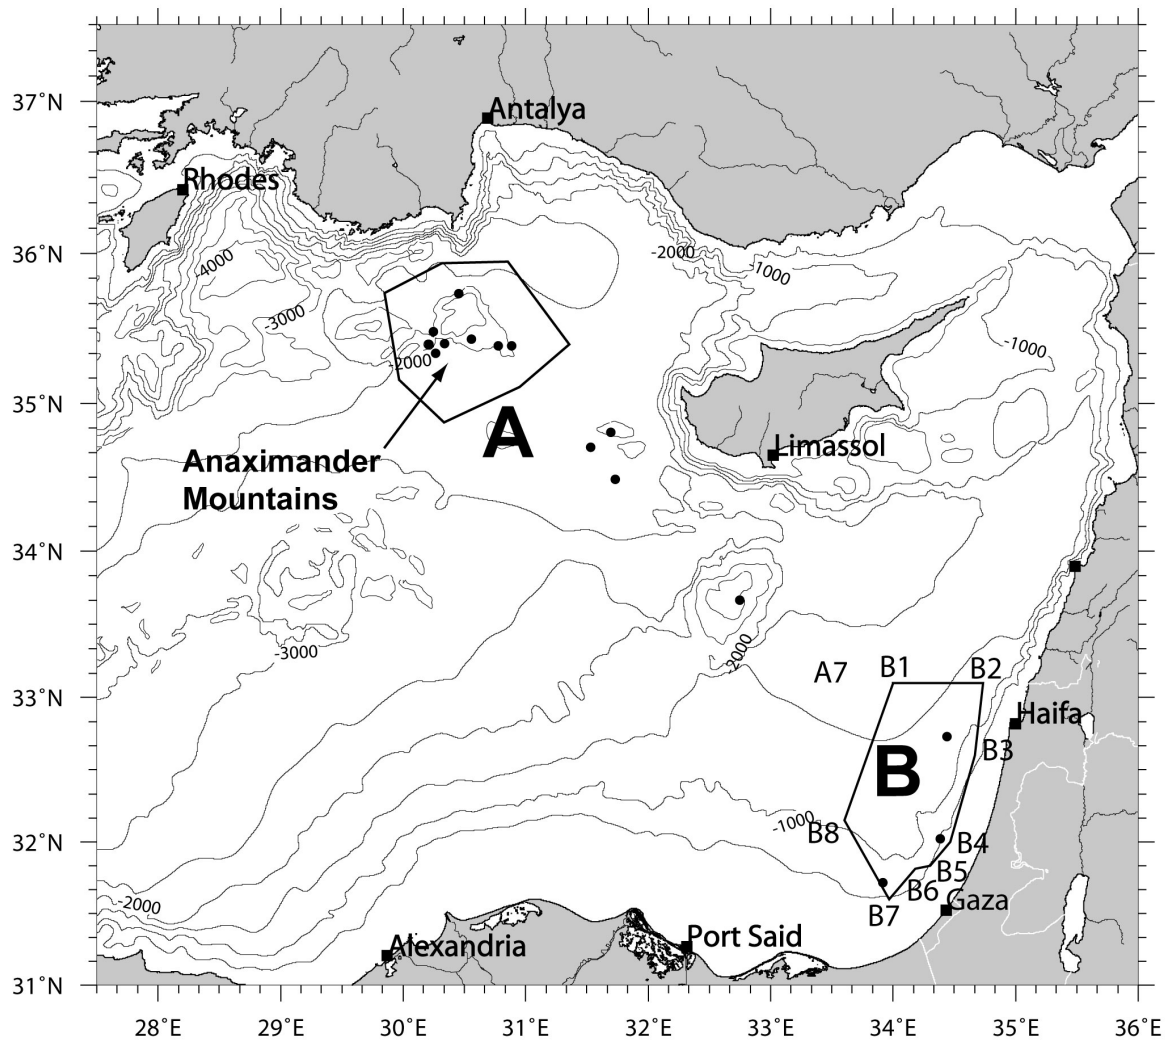 37°N
Antalya
Rhodes
36°N
-4000
-2000
-1000
-3000
-1000
-2000
35°N
A
Limassol
Anaximander
Mountains
34°N
-3000
2000
A7
B1
B2
33°N
Haifa
B3
B
-1000
B8
32°N
B4
B5
B6
Gaza
B7
-2000
Alexandria
Port Said
31°N
28°E
29°E
30°E
31°E
32°E
33°E
34°E
35°E
36°E